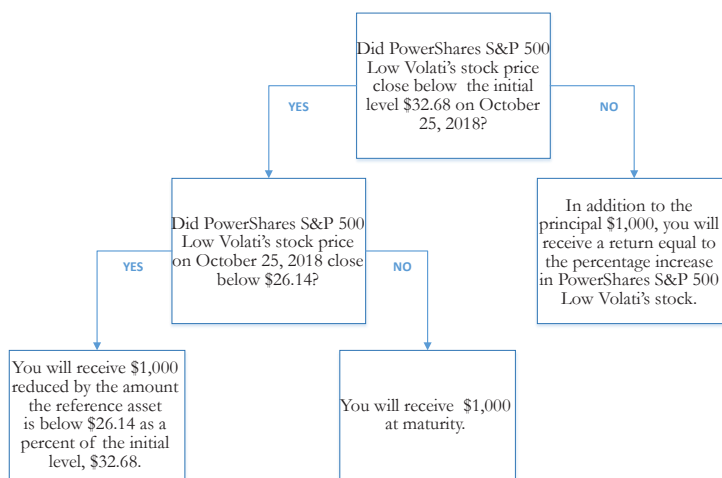 Did PowerShares S&P 500
Low Volati's stock price
close below the initial
level $32.68 on October
25, 2018?
YES
NO
Did PowerShares S&P 500
Low Volati's stock price
on October 25, 2018 close
below $26.14?
In addition to the
principal $1,000, you will
receive a return equal to
the percentage increase
in PowerShares S&P 500
Low Volati's stock.
YES
NO
You will receive $1,000
reduced by the amount
the reference asset
is below $26.14 as a
percent of the initial
level, $32.68.
You will receive $1,000
at maturity.